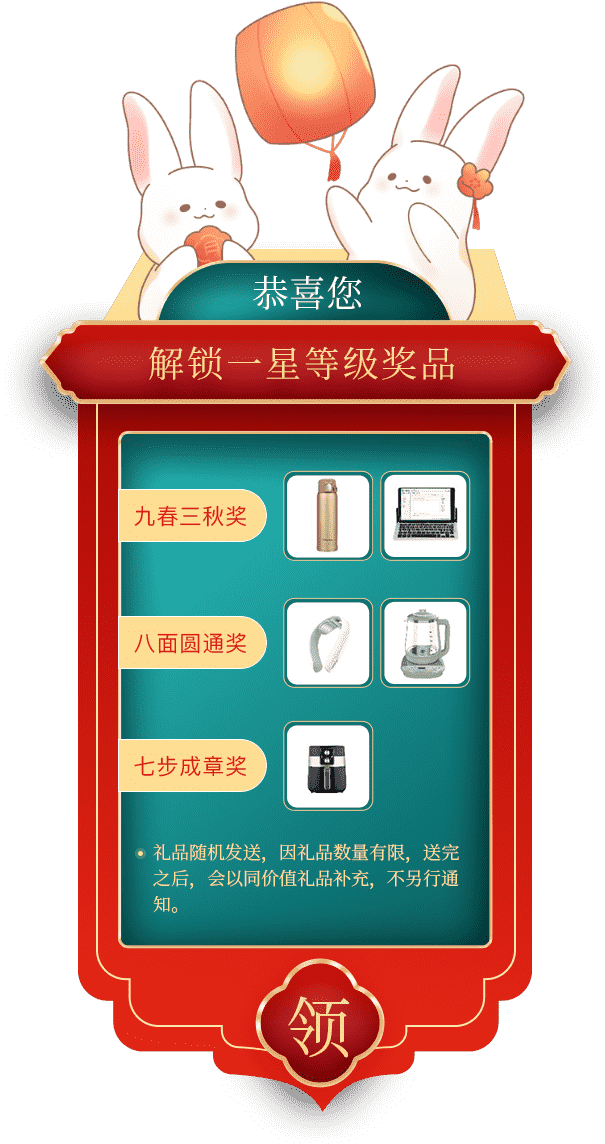 恭喜您
解锁一星等级奖品
九春三秋奖
八面圆通奖
七步成章奖
礼品随机发送，因礼品数量有限，送完
之后，会以同价值礼品补充，不另行通
知。
领